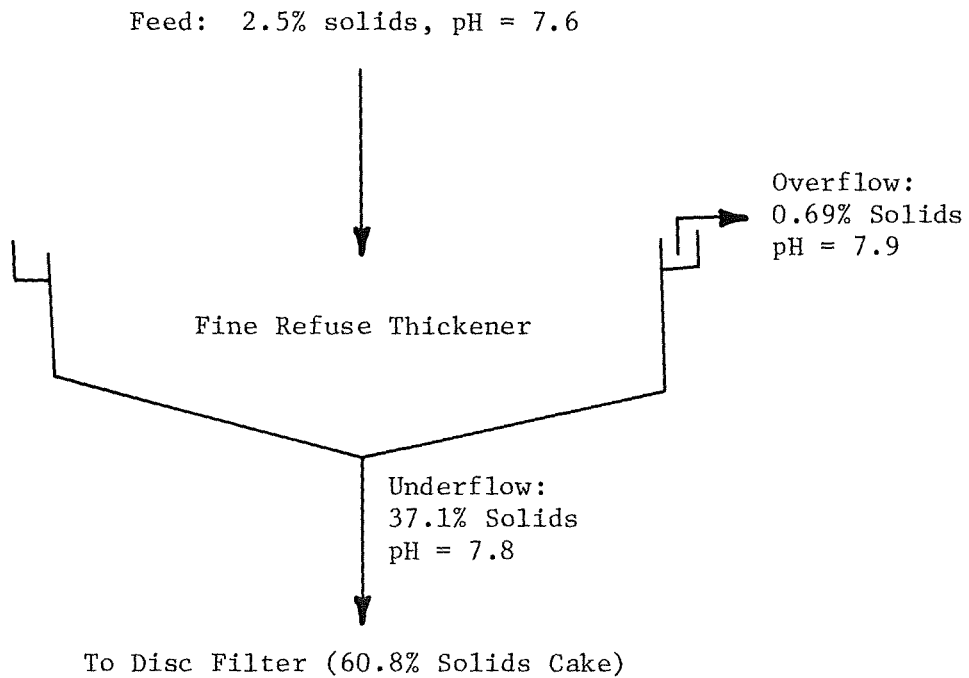 Feed: 2.5% solids, pH = 7.6
Overflow:
0.69% Solids
pH = 7.9
Fine Refuse Thickener
Underflow:
37.1% Solids
pH = 7.8
To Disc Filter (60.8% Solids Cake)